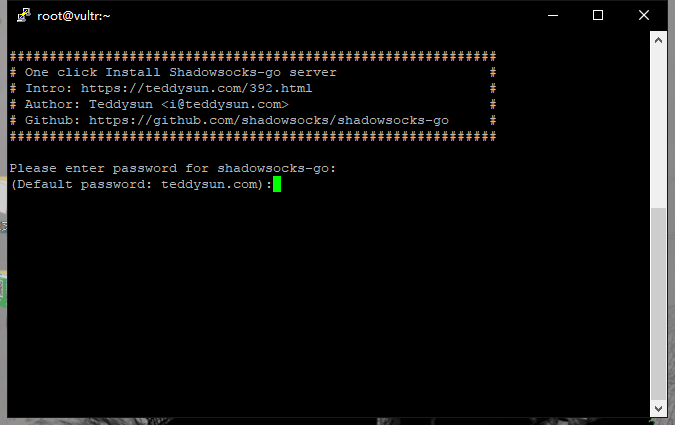 root@vultr:~
#############################################################
# One click Install Shadowsocks-go server                   #
# Intro: https://teddysun.com/392.html                      #
# Author: Teddysun <i@teddysun.com>                         #
# Github: https://github.com/shadowsocks/shadowsocks-go     #
#############################################################
Please enter password for shadowsocks-go:
(Default password: teddysun.com):